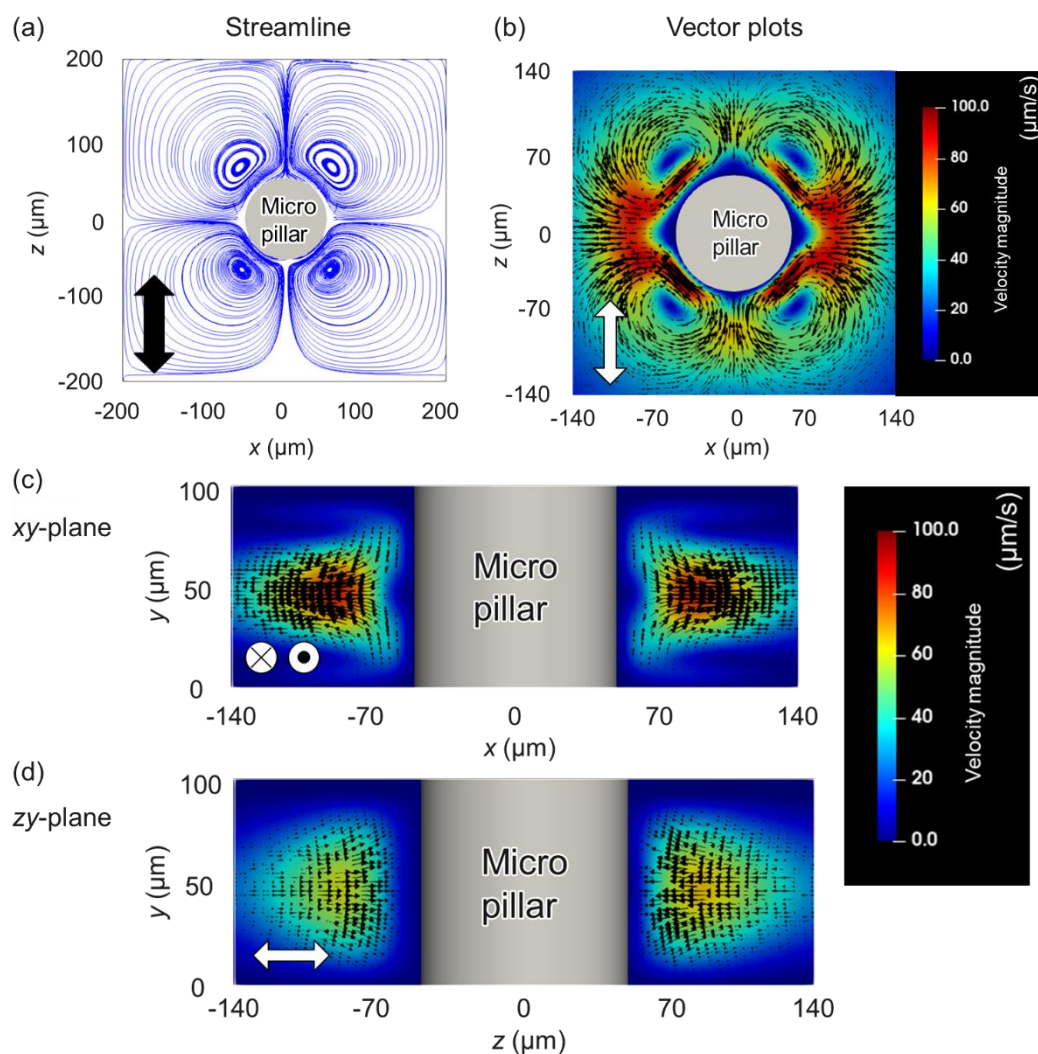 (a)
Streamline
200
100
0
-100
-200
z (µm)
Micro
pillar
-200
-100
0
100
200
x (µm)
(b)
Vector plots
140
70
0
-70
-140
z (µm)
Micro
pillar
-140
-70
0
70
140
x (µm)
100.0
80
60
40
20
0.0
Velocity magnitude
(µm/s)
(c)
xy-plane
100
50
0
y (µm)
Micro
pillar
-140
-70
0
70
140
x (µm)
(d)
zy-plane
100
50
0
y (µm)
Micro
pillar
-140
-70
0
70
140
z (µm)
100.0
80
60
40
20
0.0
Velocity magnitude
(µm/s)